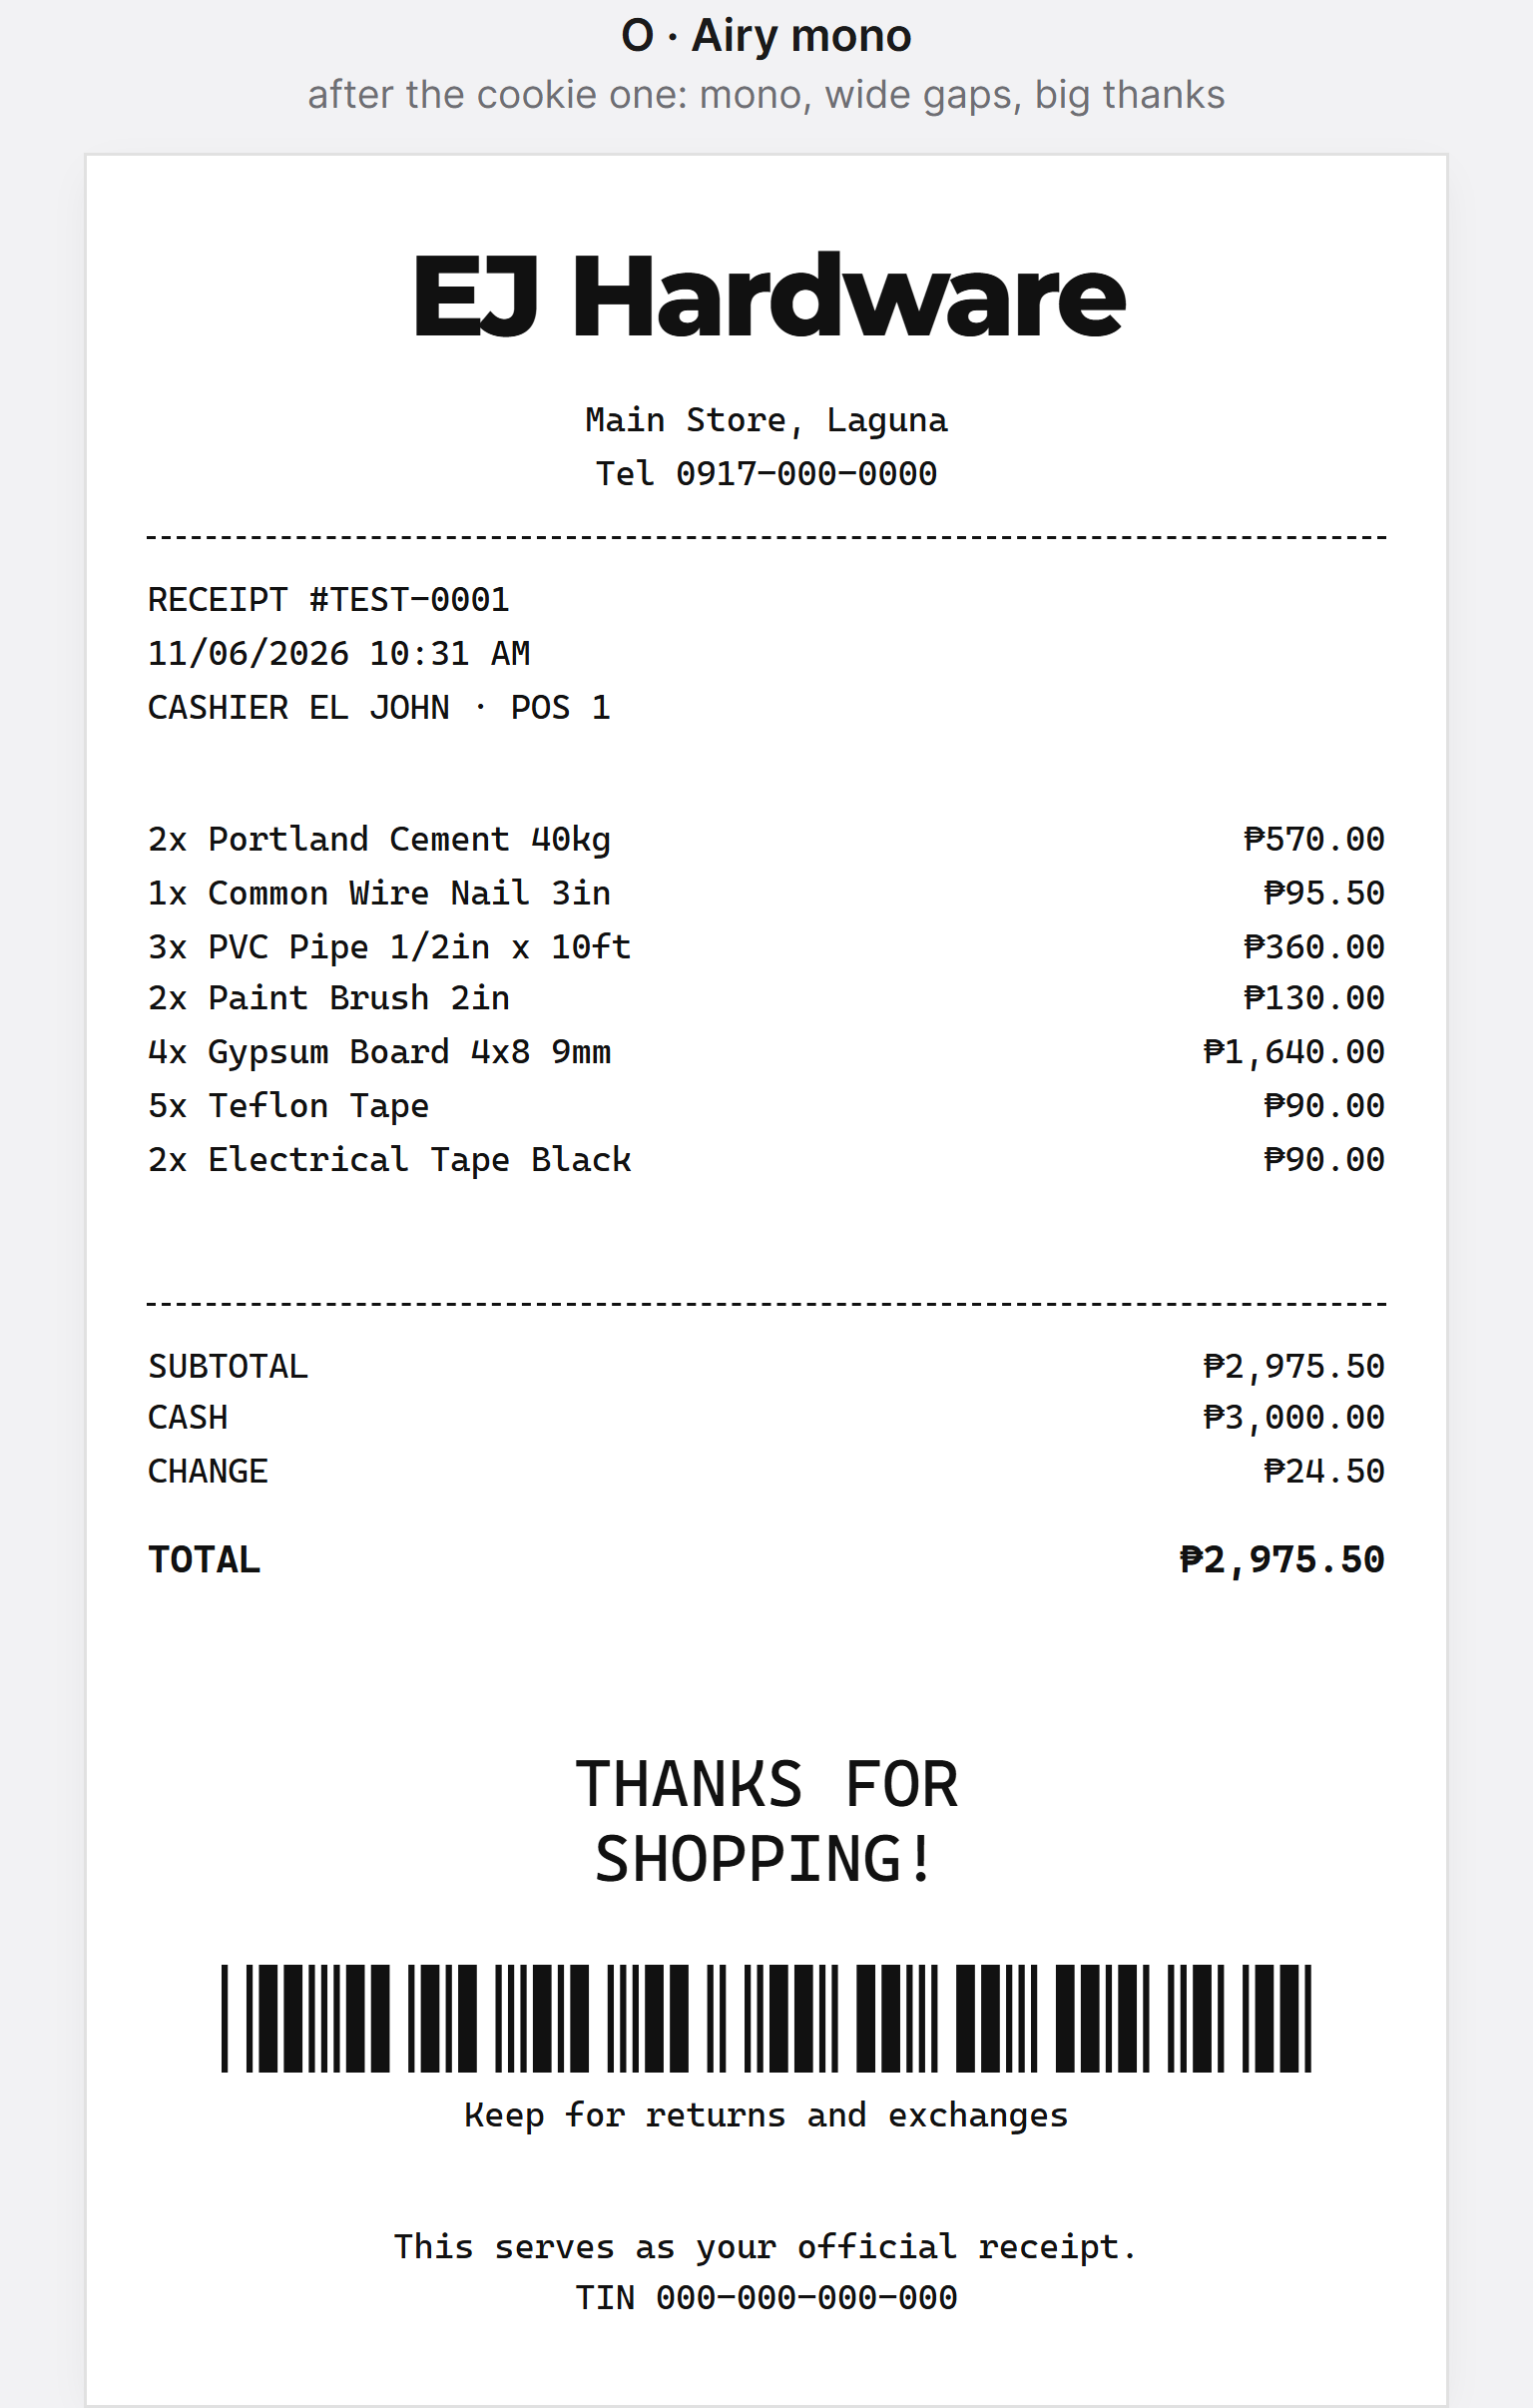 O · Airy mono
after the cookie one: mono, wide gaps, big thanks
EJ Hardware
Main Store, Laguna
Tel 0917-000-0000
RECEIPT #TEST-0001
11/06/2026 10:31 AM
CASHIER EL JOHN · POS 1
2x Portland Cement 40kg ₱570.00
1x Common Wire Nail 3in ₱95.50
3x PVC Pipe 1/2in x 10ft ₱360.00
2x Paint Brush 2in ₱130.00
4x Gypsum Board 4x8 9mm ₱1,640.00
5x Teflon Tape ₱90.00
2x Electrical Tape Black ₱90.00
SUBTOTAL ₱2,975.50
CASH ₱3,000.00
CHANGE ₱24.50
TOTAL ₱2,975.50
THANKS FOR
SHOPPING!
Keep for returns and exchanges
This serves as your official receipt.
TIN 000-000-000-000